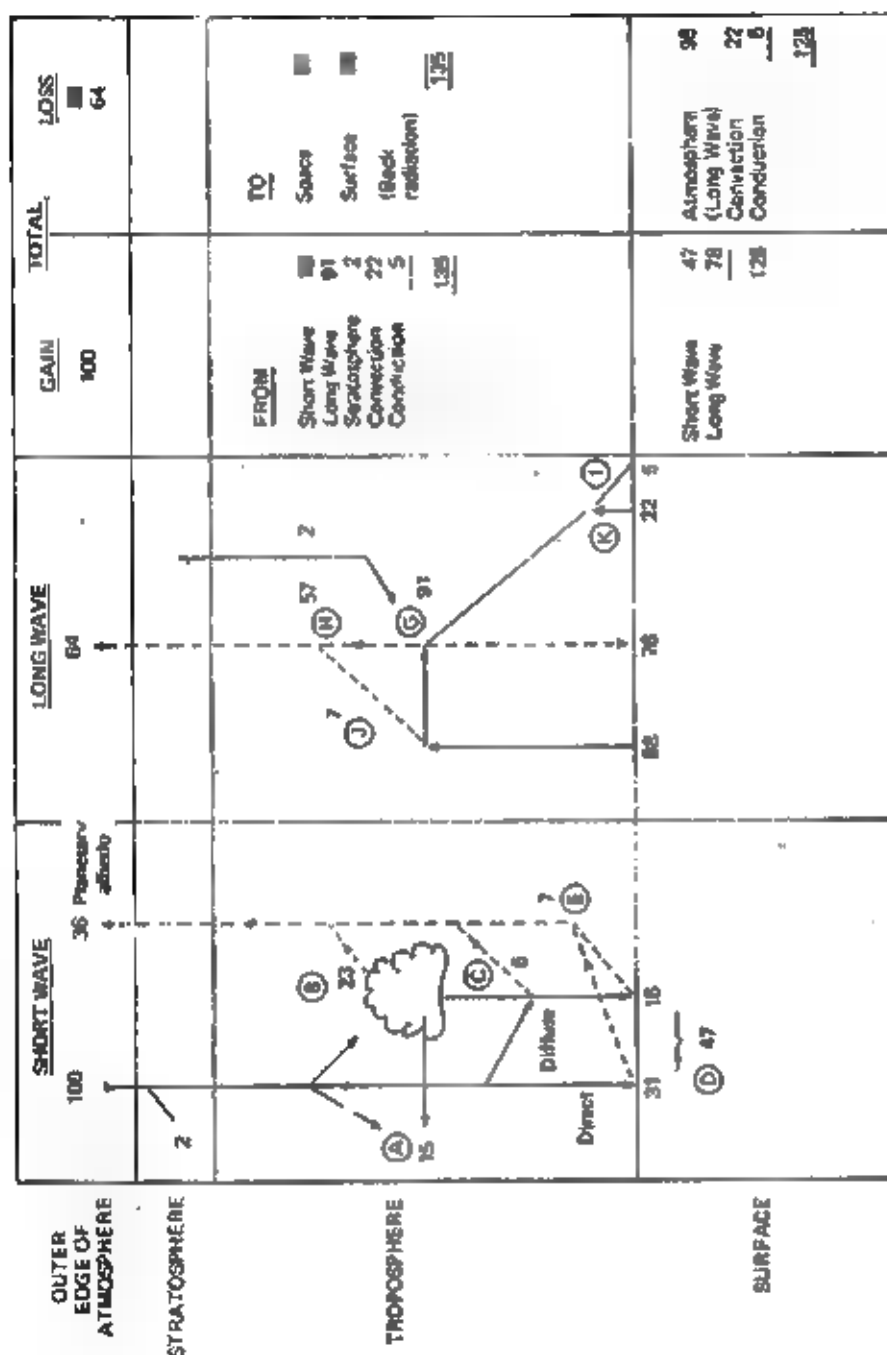 SHORT WAVE
LONG WAVE
GAIN
TOTAL
LOSS
OUTER
EDGE OF
ATMOSPHERE
100
36 Planetary
albedo
64
100
64
STRATOSPHERE
2
TROPOSPHERE
A
15
B
23
C
6
Diffuse
Direct
7
E
J
7
H
57
2
G
91
K
1
FROM
Short Wave
Long Wave 91
Stratosphere 2
Convection 22
Conduction 5
135
TO
Space
Surface
(Back
radiation)
135
SURFACE
31
16
D 47
78
22
5
Short Wave 47
Long Wave 78
125
Atmosphere 98
(Long Wave)
Convection 22
Conduction 5
125